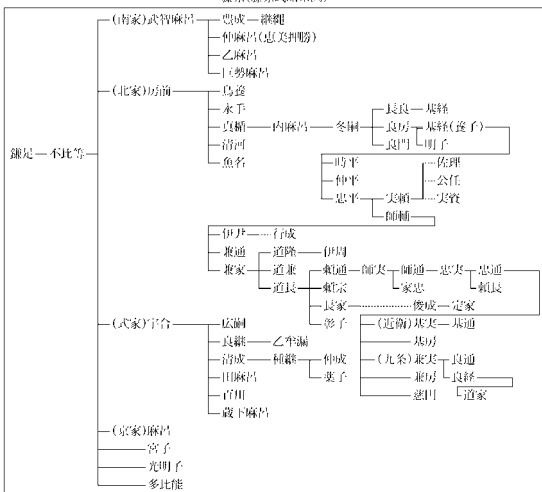 (南家)武智麻呂 豊成 継縄
仲麻呂(恵美押勝)
乙麻呂
巨勢麻呂
(北家)房前 鳥養
永手
真楯 内麻呂 冬嗣 長良 基経
良房 基経(養子)
良門 明子
清河
魚名
鎌足 不比等
時平 佐理
仲平 公任
忠平 実頼 実資
師輔
伊尹 行成
兼通 道隆 伊周
兼家 道兼 頼通 師実 師通 忠実 忠通
道長 頼宗 家忠 頼長
長家 俊成 定家
彰子
(近衛)基実 基通
基房
(九条)兼実 良通
兼房 良経
慈円 道家
(式家)宇合 広嗣
良継 乙牟漏
清成 種継 仲成
薬子
田麻呂
百川
蔵下麻呂
(京家)麻呂
宮子
光明子
多比能